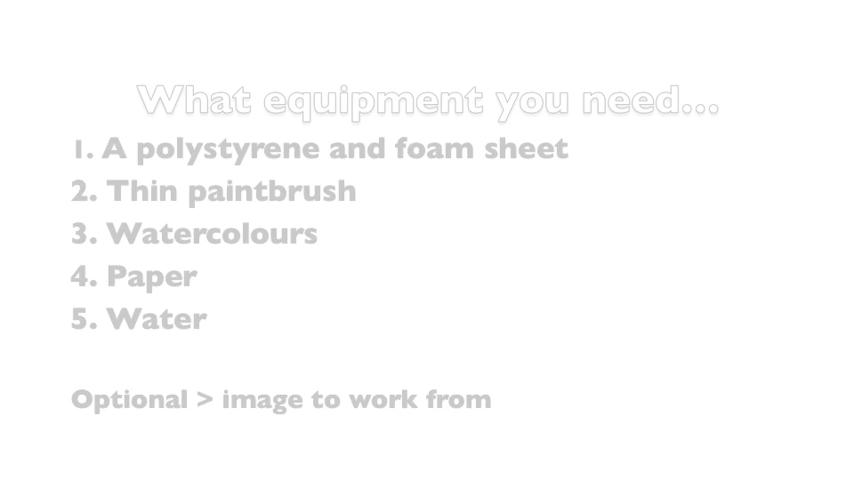 What equipment you need...
1. A polystyrene and foam sheet
2. Thin paintbrush
3. Watercolours
4. Paper
5. Water
Optional > image to work from